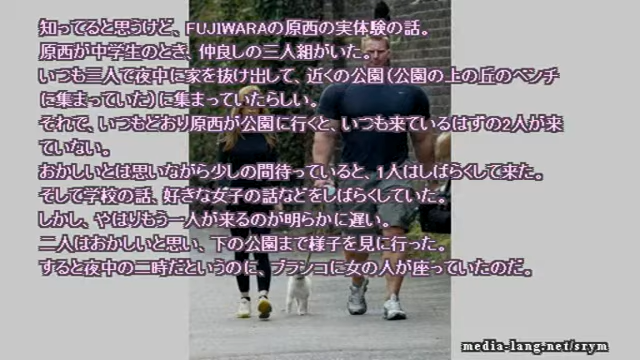 知ってると思うけど、FUJIWARAの原西の実体験の話。
原西が中学生のとき、仲良しの三人組がいた。
いつも三人で夜中に家を抜け出して、近くの公園（公園の上の丘のベンチ
に集まっていた）に集まっていたらしい。
それで、いつもどおり原西が公園に行くと、いつも来ているはずの2人が来
ていない。
おかしいとは思いながら少しの間待っていると、1人はしばらくして来た。
そして学校の話、好きな女子の話などをしばらくしていた。
しかし、やはりもう一人が来るのが明らかに遅い。
二人はおかしいと思い、下の公園まで様子を見に行った。
すると夜中の二時だというのに、ブランコに女の人が座っていたのだ。
media-lang.net/srym